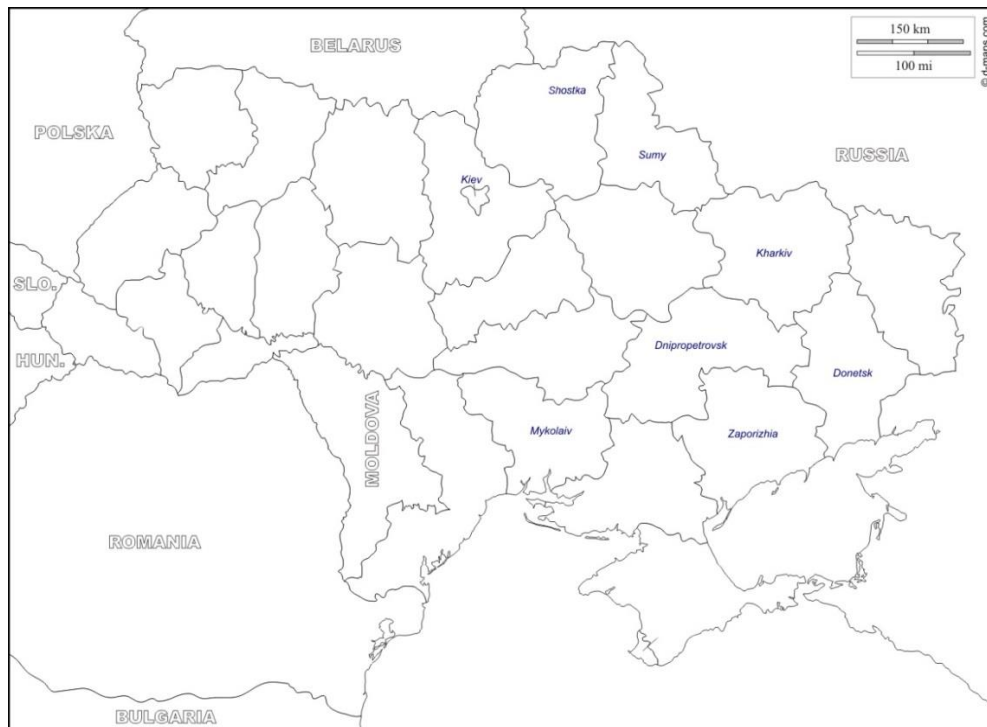 150 km
100 mi
© d-maps.com
BELARUS
Shostka
POLSKA
Sumy
RUSSIA
Kiev
Kharkiv
SLO.
Dnipropetrovsk
HUN.
Donetsk
MOLDOVA
Mykolaiv
Zaporizhia
ROMANIA
BULGARIA